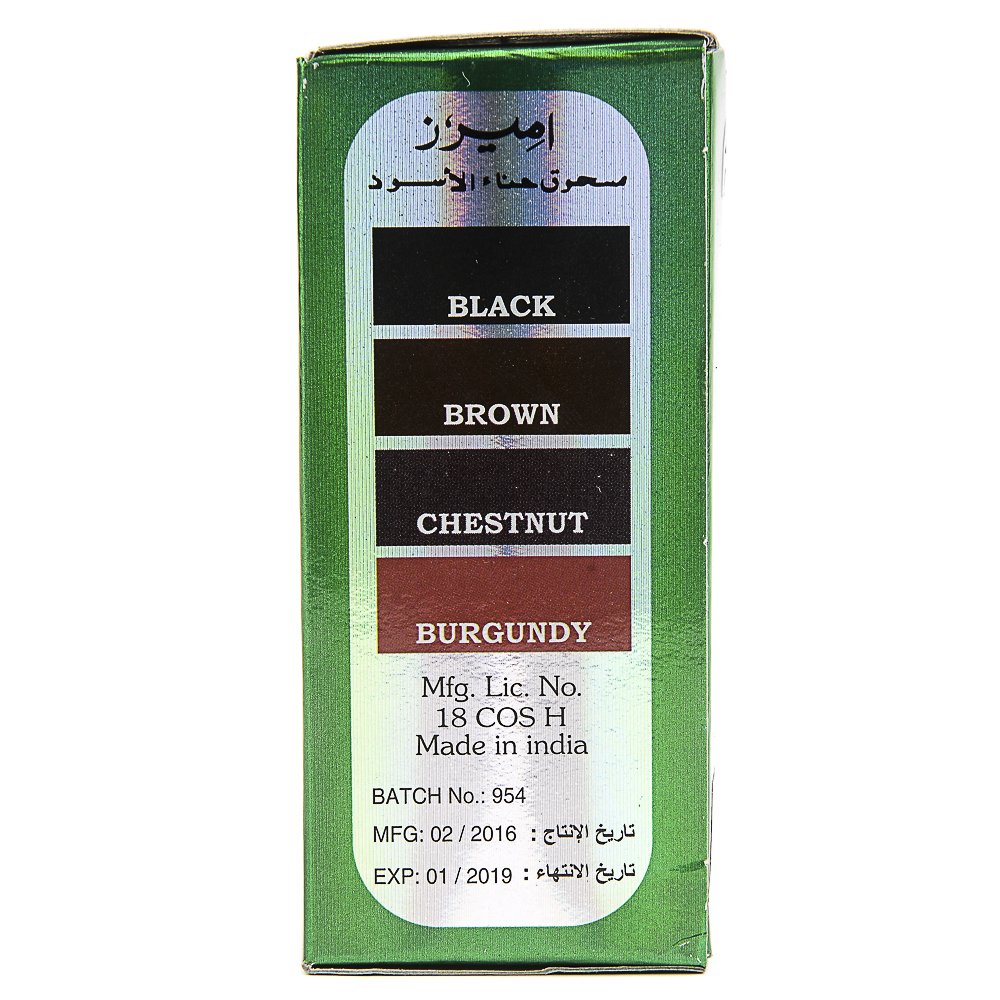 اميرز
مسحوق حناء الأسود
BLACK
BROWN
CHESTNUT
BURGUNDY
Mfg. Lic. No.
18 COS H
Made in india
BATCH No.: 954
MFG: 02 / 2016 : تاريخ الإنتاج
EXP: 01 / 2019 : تاريخ الانتهاء